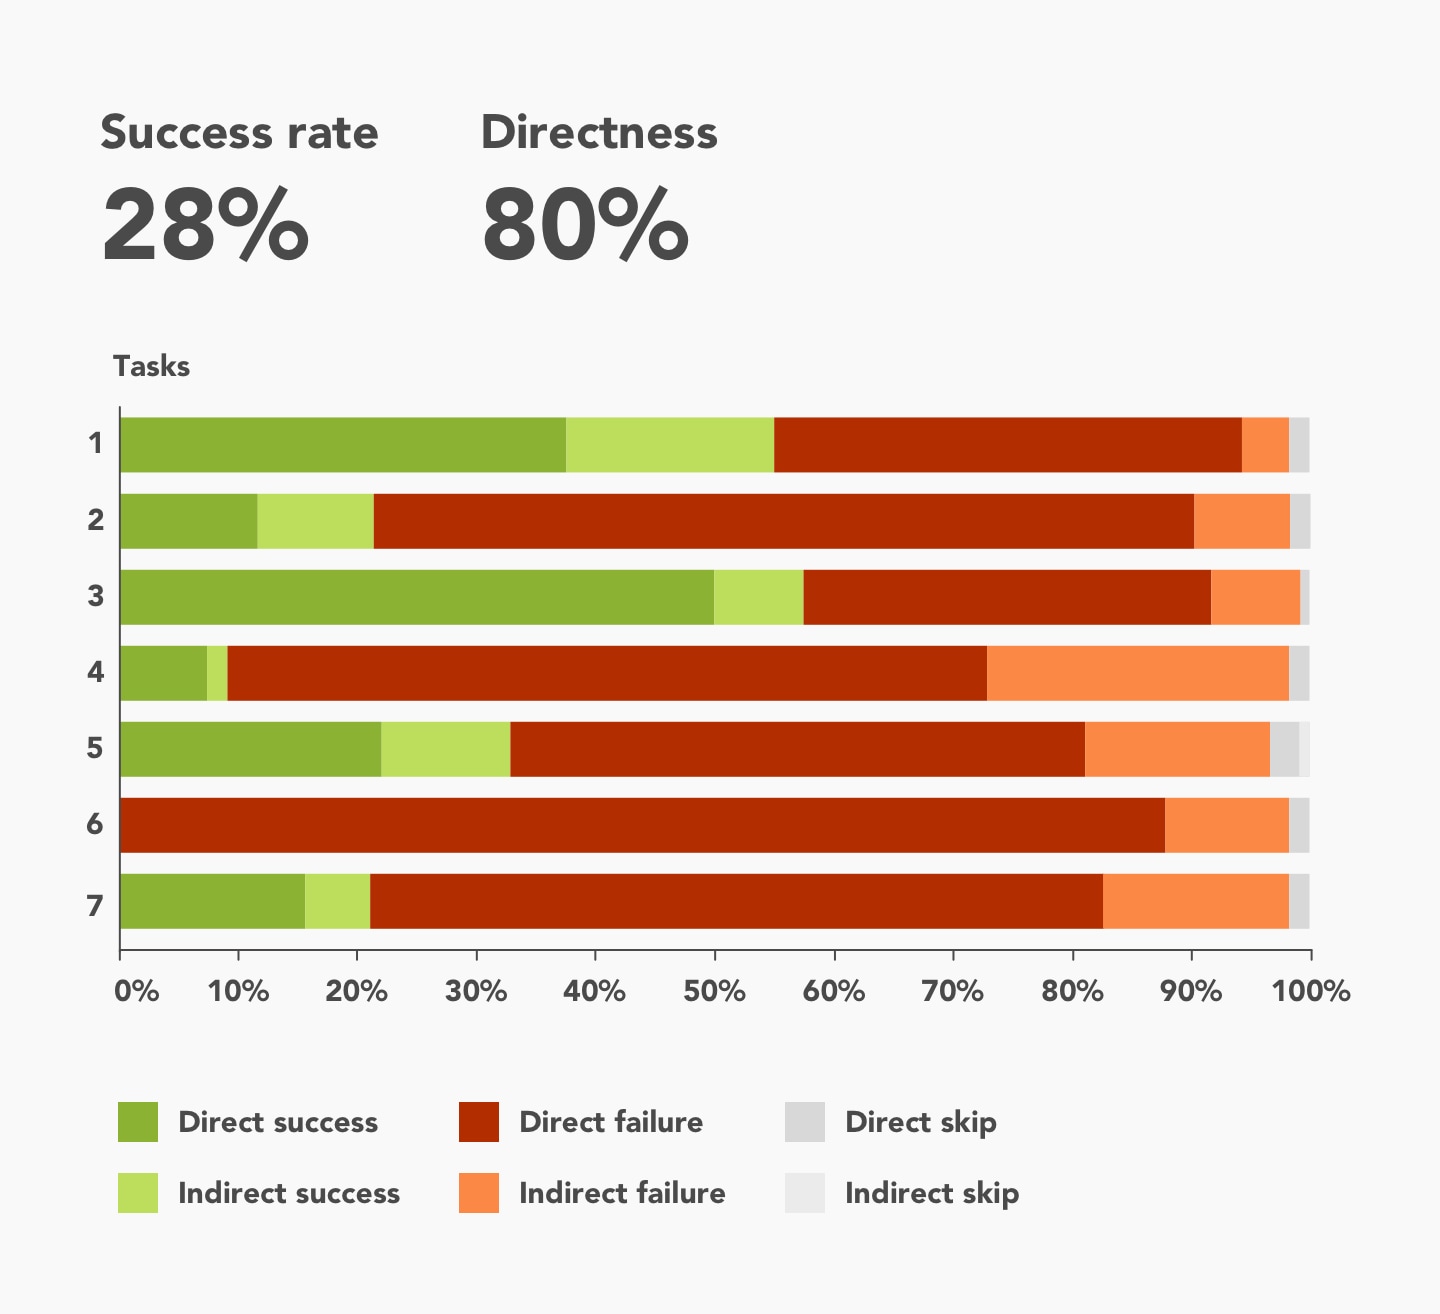 Success rate Directness
28% 80%
Tasks
1
2
3
4
5
6
7
0% 10% 20% 30% 40% 50% 60% 70% 80% 90% 100%
Direct success Direct failure Direct skip
Indirect success Indirect failure Indirect skip